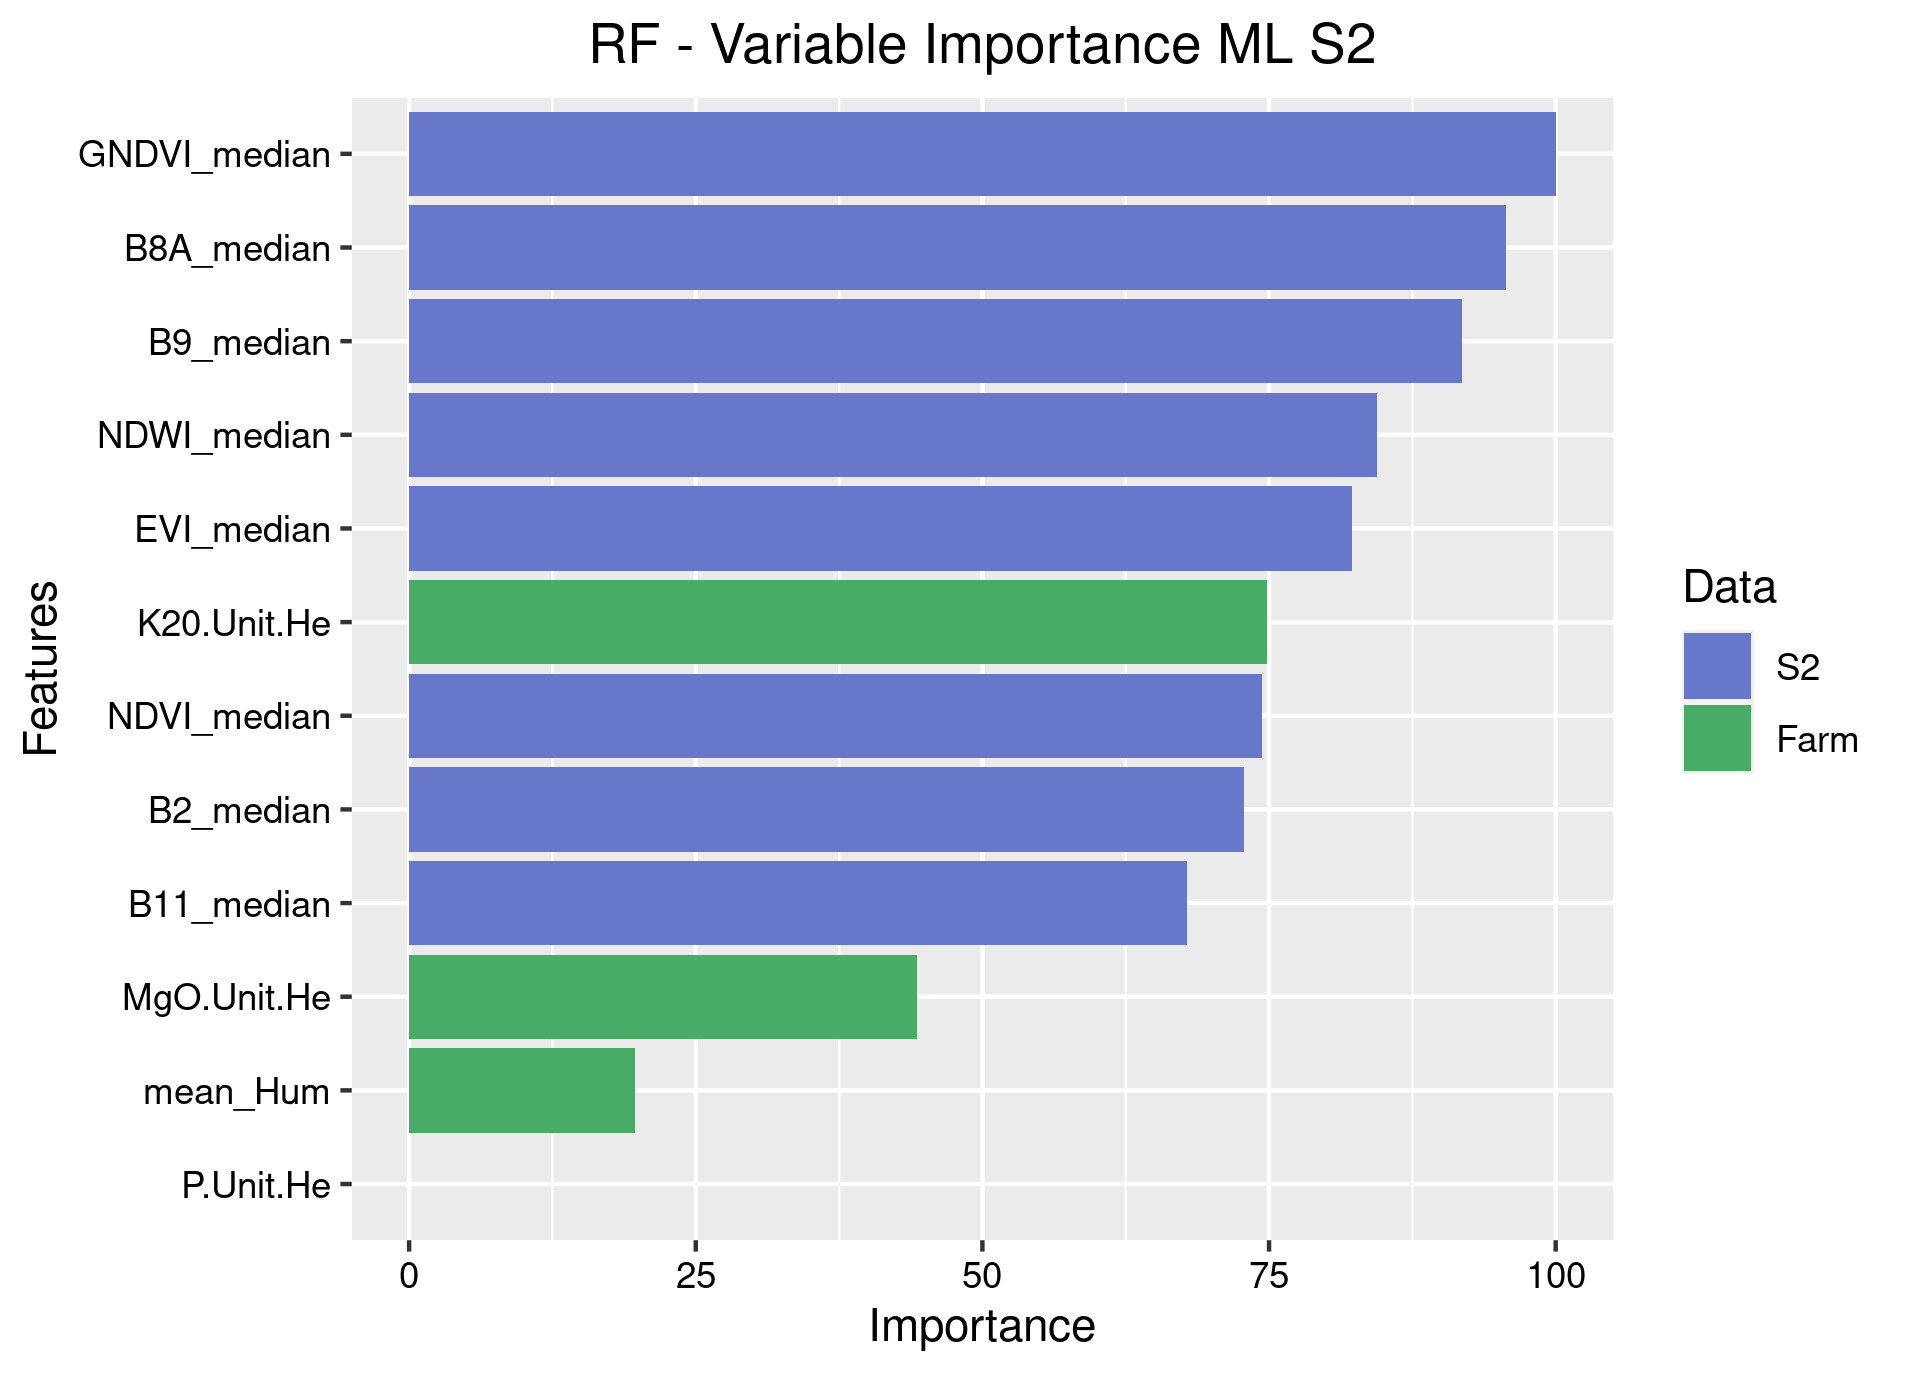 RF - Variable Importance ML S2
GNDVI_median
B8A_median
B9_median
NDWI_median
EVI_median
K20.Unit.He
NDVI_median
B2_median
B11_median
MgO.Unit.He
mean_Hum
P.Unit.He
Features
0 25 50 75 100
Importance
Data
S2
Farm